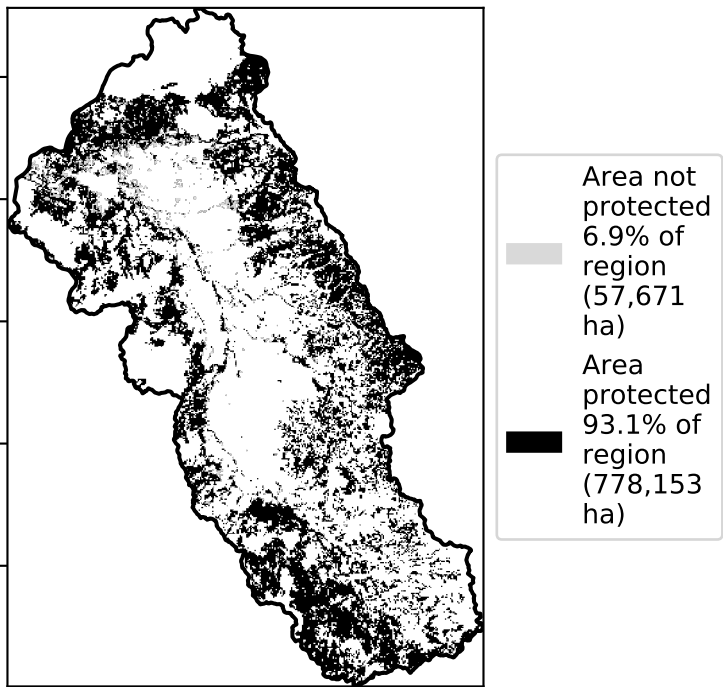 Area not
protected
6.9% of
region
(57,671
ha)
Area
protected
93.1% of
region
(778,153
ha)